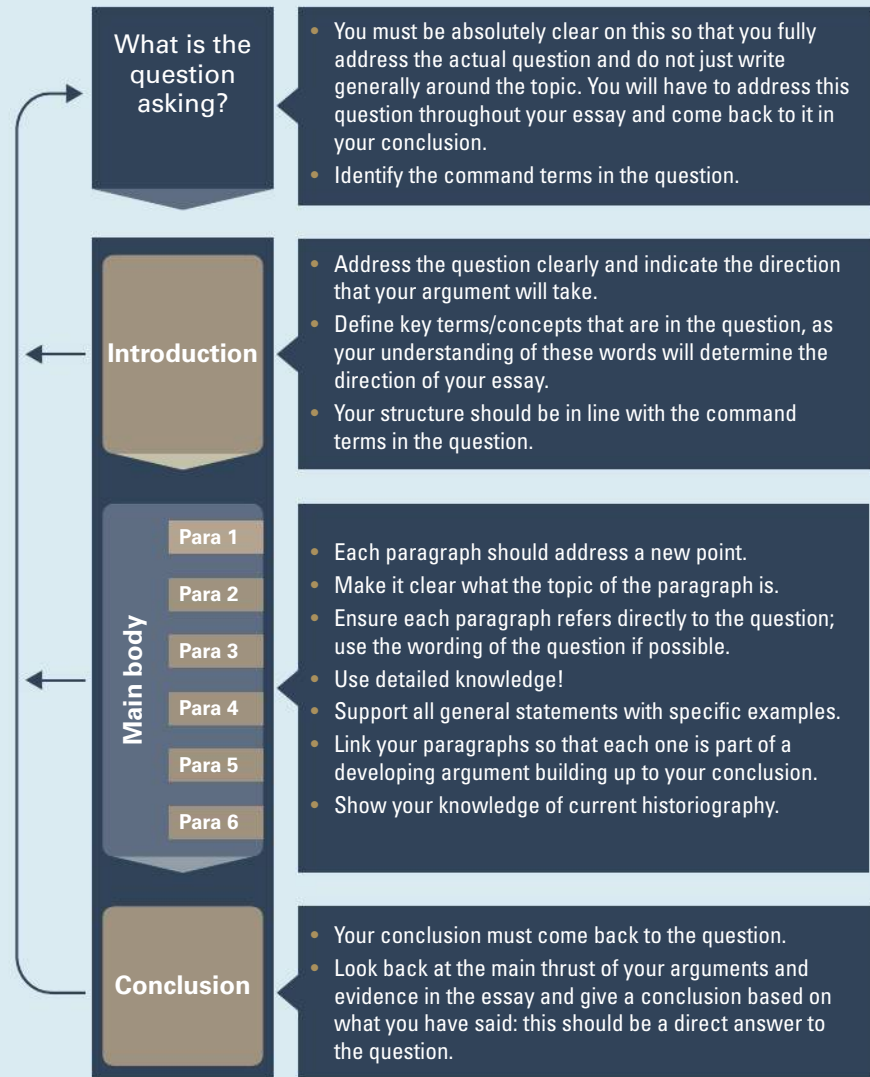 What is the
question
asking?
• You must be absolutely clear on this so that you fully
address the actual question and do not just write
generally around the topic. You will have to address this
question throughout your essay and come back to it in
your conclusion.
• Identify the command terms in the question.
Introduction
• Address the question clearly and indicate the direction
that your argument will take.
• Define key terms/concepts that are in the question, as
your understanding of these words will determine the
direction of your essay.
• Your structure should be in line with the command
terms in the question.
Main body
Para 1
Para 2
Para 3
Para 4
Para 5
Para 6
• Each paragraph should address a new point.
• Make it clear what the topic of the paragraph is.
• Ensure each paragraph refers directly to the question;
use the wording of the question if possible.
• Use detailed knowledge!
• Support all general statements with specific examples.
• Link your paragraphs so that each one is part of a
developing argument building up to your conclusion.
• Show your knowledge of current historiography.
Conclusion
• Your conclusion must come back to the question.
• Look back at the main thrust of your arguments and
evidence in the essay and give a conclusion based on
what you have said: this should be a direct answer to
the question.